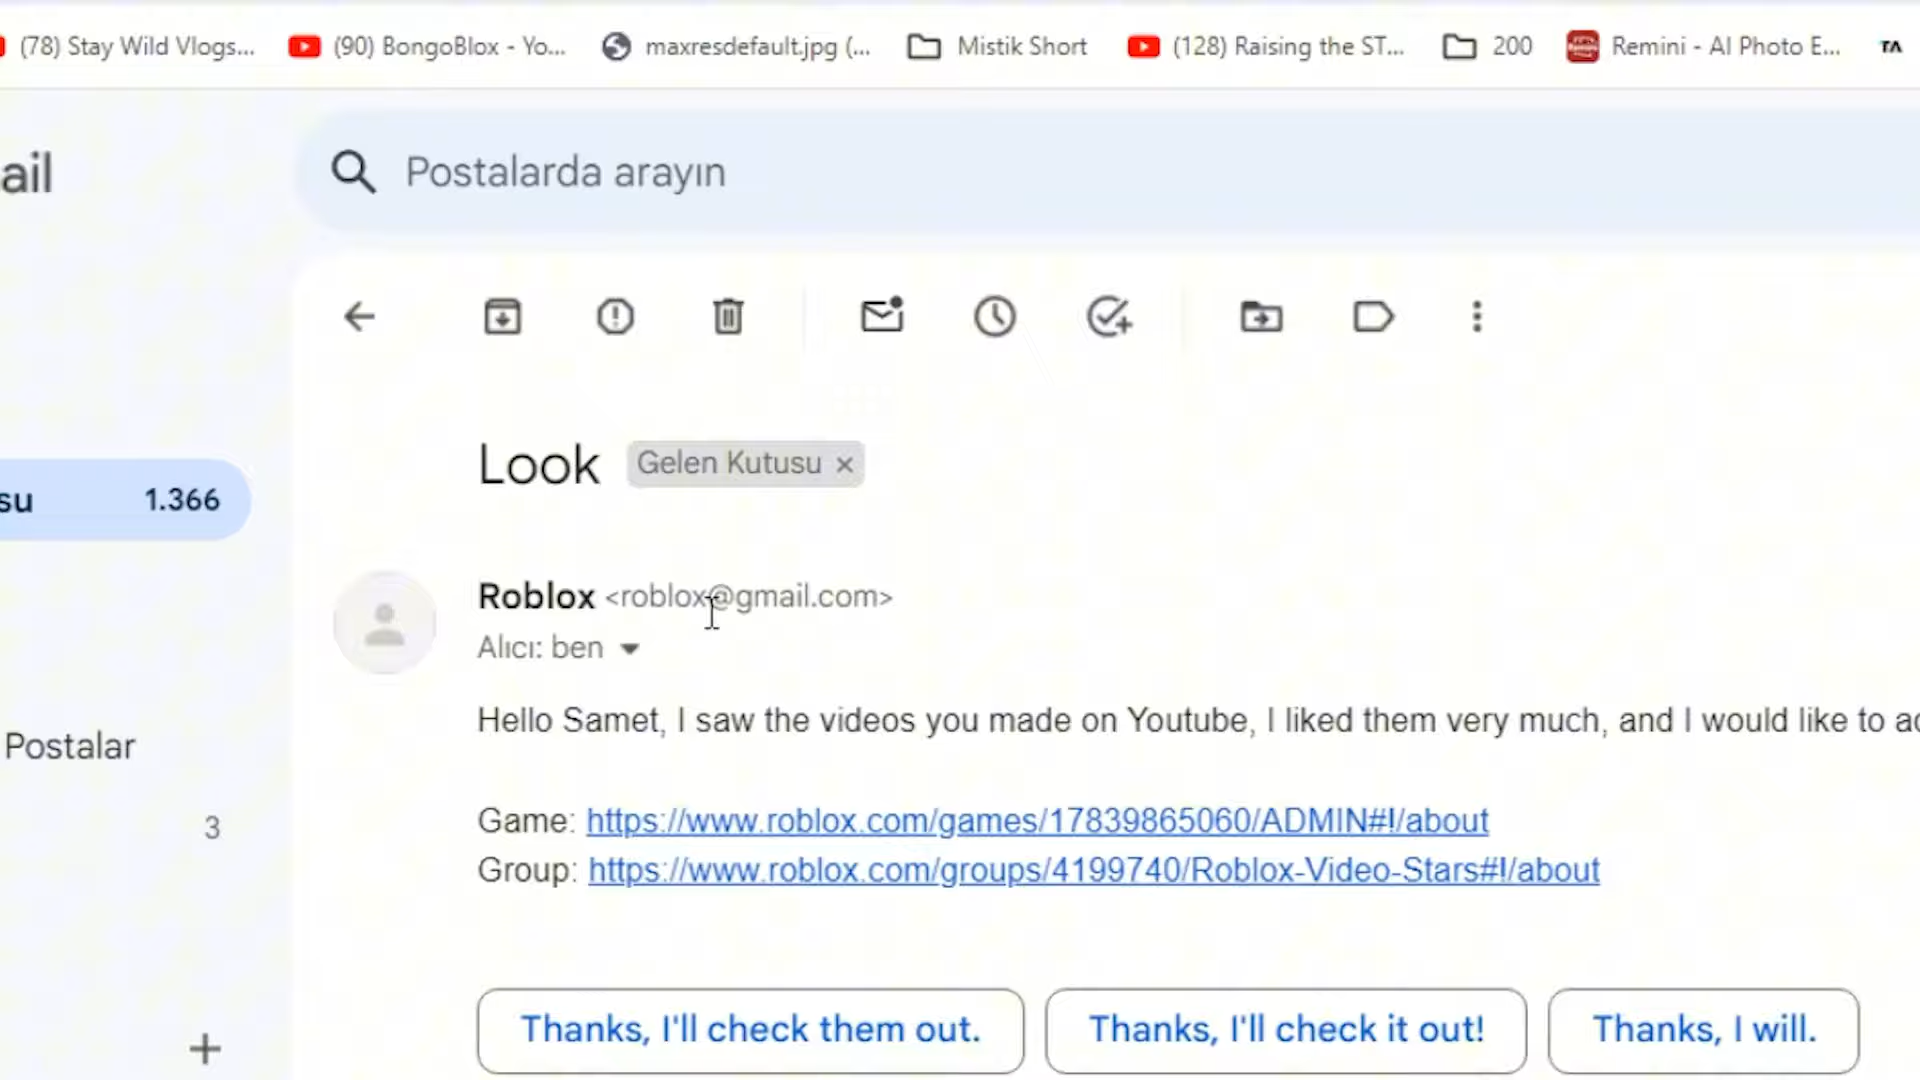 (78) Stay Wild Vlogs... (90) BongoBlox - Yo... maxresdefault.jpg (... Mistik Short (128) Raising the ST... 200 Remini - AI Photo E... TA
ail
Postalarda arayın
Look Gelen Kutusu ×
su 1.366
Roblox <roblox@gmail.com>
Alıcı: ben
Hello Samet, I saw the videos you made on Youtube, I liked them very much, and I would like to
Postalar
Game: https://www.roblox.com/games/17839865060/ADMIN#!/about
3
Group: https://www.roblox.com/groups/4199740/Roblox-Video-Stars#!/about
Thanks, I'll check them out. Thanks, I'll check it out! Thanks, I will.